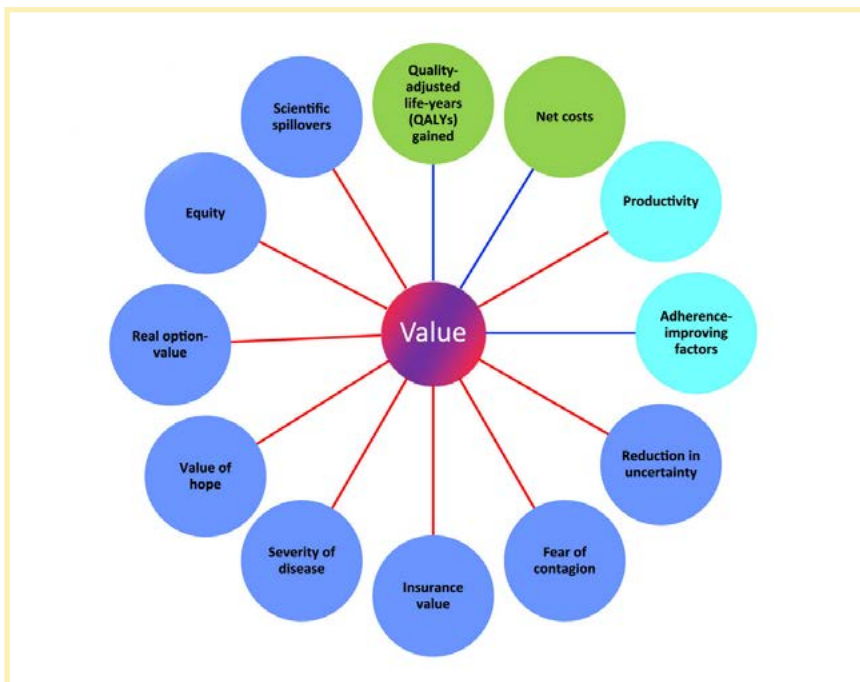 Quality-
adjusted
life-years
(QALYs)
gained
Net costs
Productivity
Adherence-
improving
factors
Reduction in
uncertainty
Fear of
contagion
Insurance
value
Severity of
disease
Value of
hope
Real option-
value
Equity
Scientific
spillovers
Value